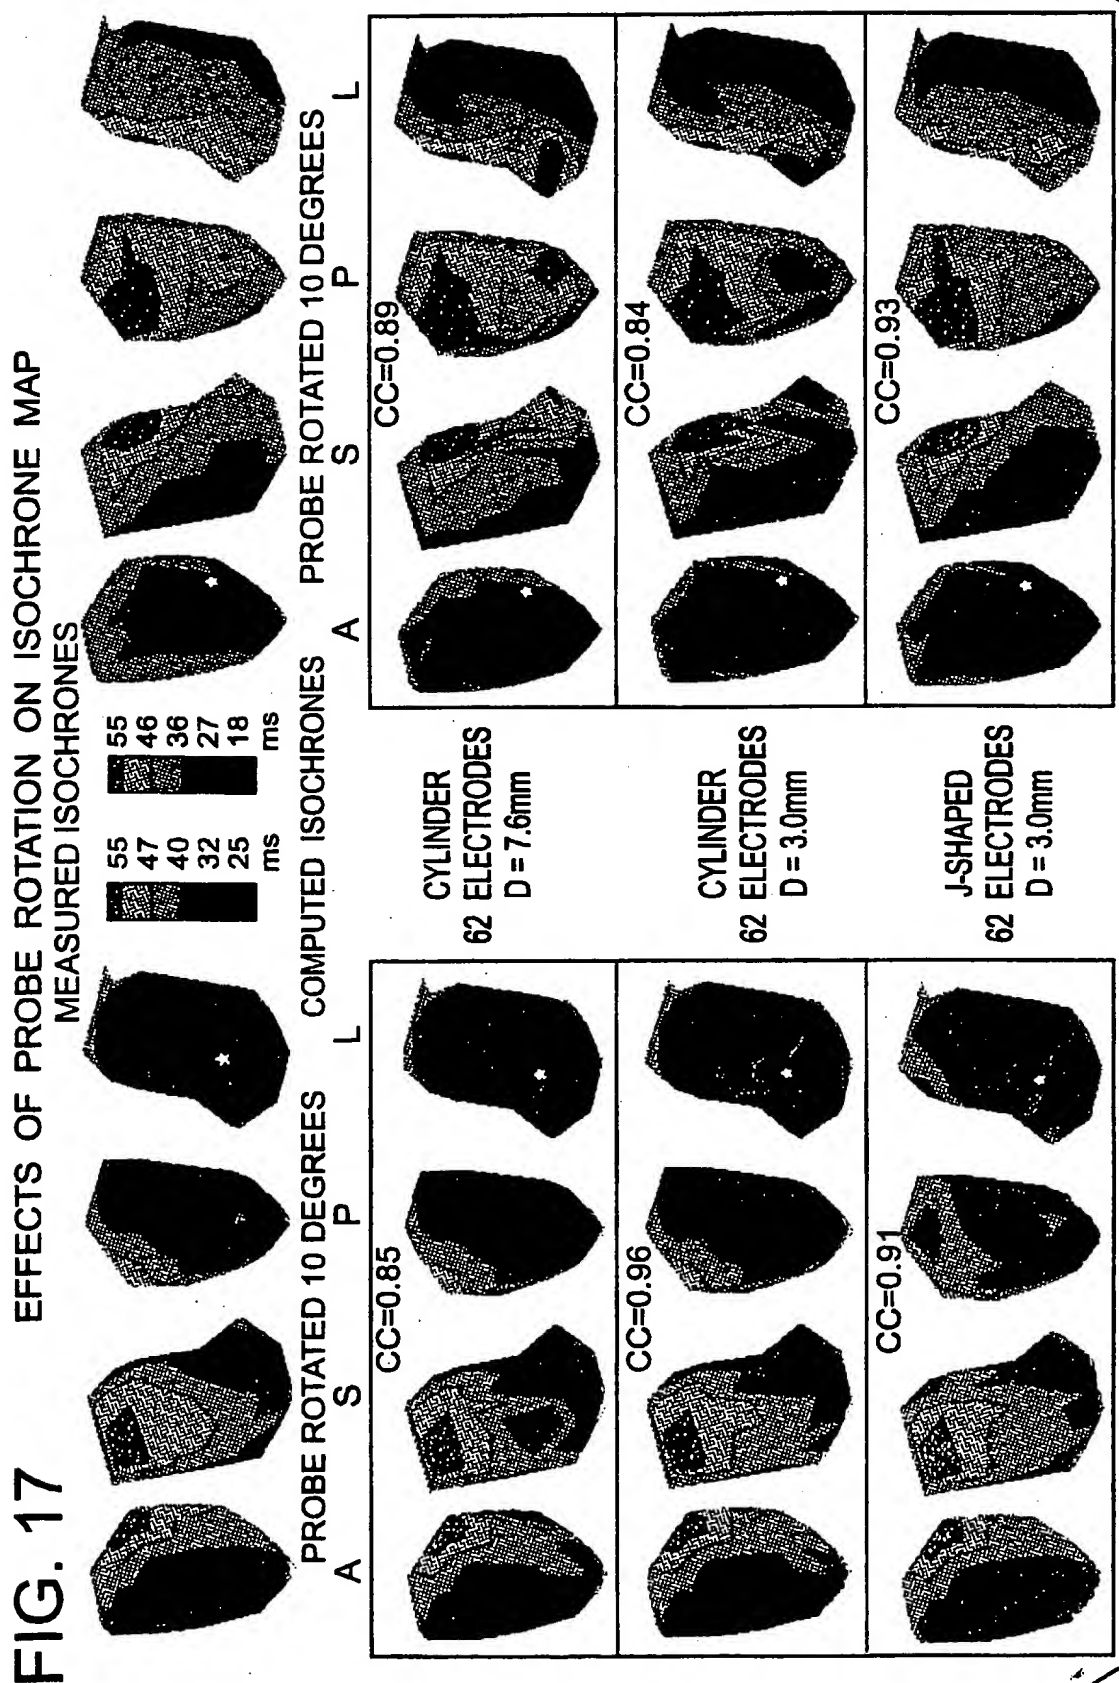 FIG. 17
EFFECTS OF PROBE ROTATION ON ISOCHRONE MAP
MEASURED ISOCHRONES
55
47
40
32
25
ms
55
46
36
27
18
ms
PROBE ROTATED 10 DEGREES
COMPUTED ISOCHRONES
PROBE ROTATED 10 DEGREES
A S P L
A S P L
CC=0.85
CYLINDER
62 ELECTRODES
D = 7.6mm
CC=0.89
CC=0.96
CYLINDER
62 ELECTRODES
D = 3.0mm
CC=0.84
CC=0.91
J-SHAPED
62 ELECTRODES
D = 3.0mm
CC=0.93